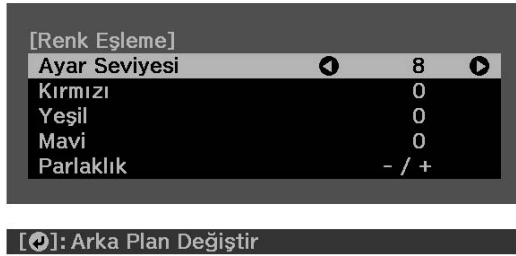 [Renk Eşleme]
Ayar Seviyesi 8
Kırmızı 0
Yeşil 0
Mavi 0
Parlaklık - / +
[↵]: Arka Plan Değiştir